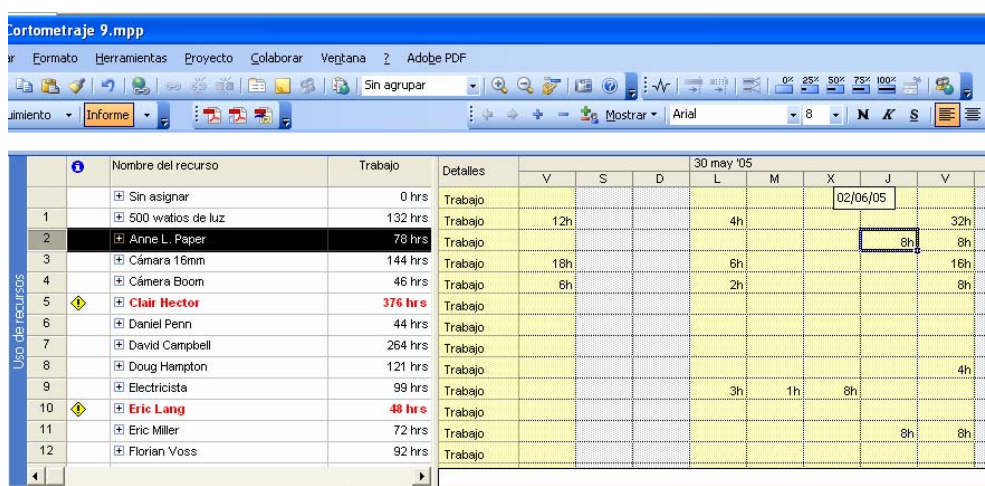 Cortometraje 9.mpp
Formato Herramientas Proyecto Colaborar Ventana ? Adobe PDF
Sin agrupar 0% 25% 50% 75% 100%
Informe Mostrar Arial 8 N K S
Nombre del recurso Trabajo Detalles 30 may '05
V S D L M X J V
Sin asignar 0 hrs Trabajo 02/06/05
1 500 watios de luz 132 hrs Trabajo 12h 4h 32h
2 Anne L. Paper 78 hrs Trabajo 8h 8h
3 Cámara 16mm 144 hrs Trabajo 18h 6h 16h
4 Cámera Boom 46 hrs Trabajo 6h 2h 8h
5 Clair Hector 376 hrs Trabajo
6 Daniel Penn 44 hrs Trabajo
7 David Campbell 264 hrs Trabajo
8 Doug Hampton 121 hrs Trabajo 4h
9 Electricista 99 hrs Trabajo 3h 1h 8h
10 Eric Lang 48 hrs Trabajo
11 Eric Miller 72 hrs Trabajo 8h 8h
12 Florian Voss 92 hrs Trabajo
Uso de recursos